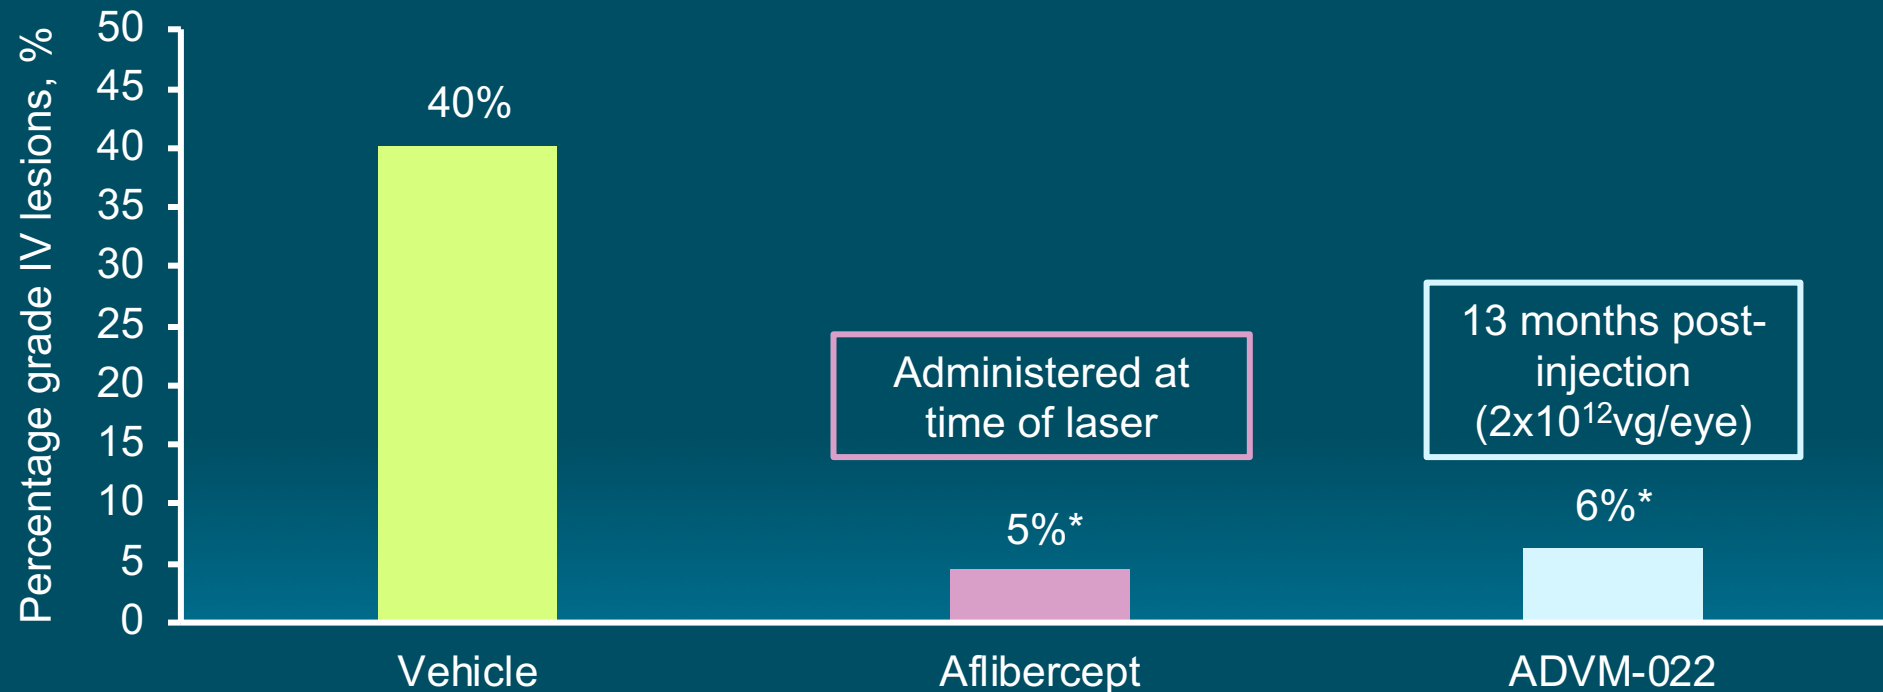 Percentage grade IV lesions, %
50
45
40
35
30
25
20
15
10
5
0
40%
Administered at
time of laser
5%*
13 months post-
injection
(2x10¹²vg/eye)
6%*
Vehicle
Aflibercept
ADVM-022